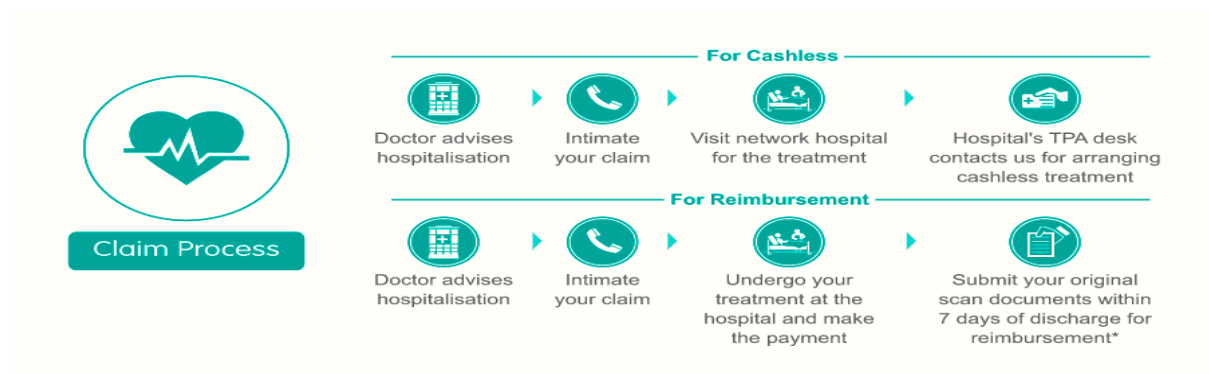 Claim Process
For Cashless
Doctor advises
hospitalisation
Intimate
your claim
Visit network hospital
for the treatment
Hospital's TPA desk
contacts us for arranging
cashless treatment
For Reimbursement
Doctor advises
hospitalisation
Intimate
your claim
Undergo your
treatment at the
hospital and make
the payment
Submit your original
scan documents within
7 days of discharge for
reimbursement*